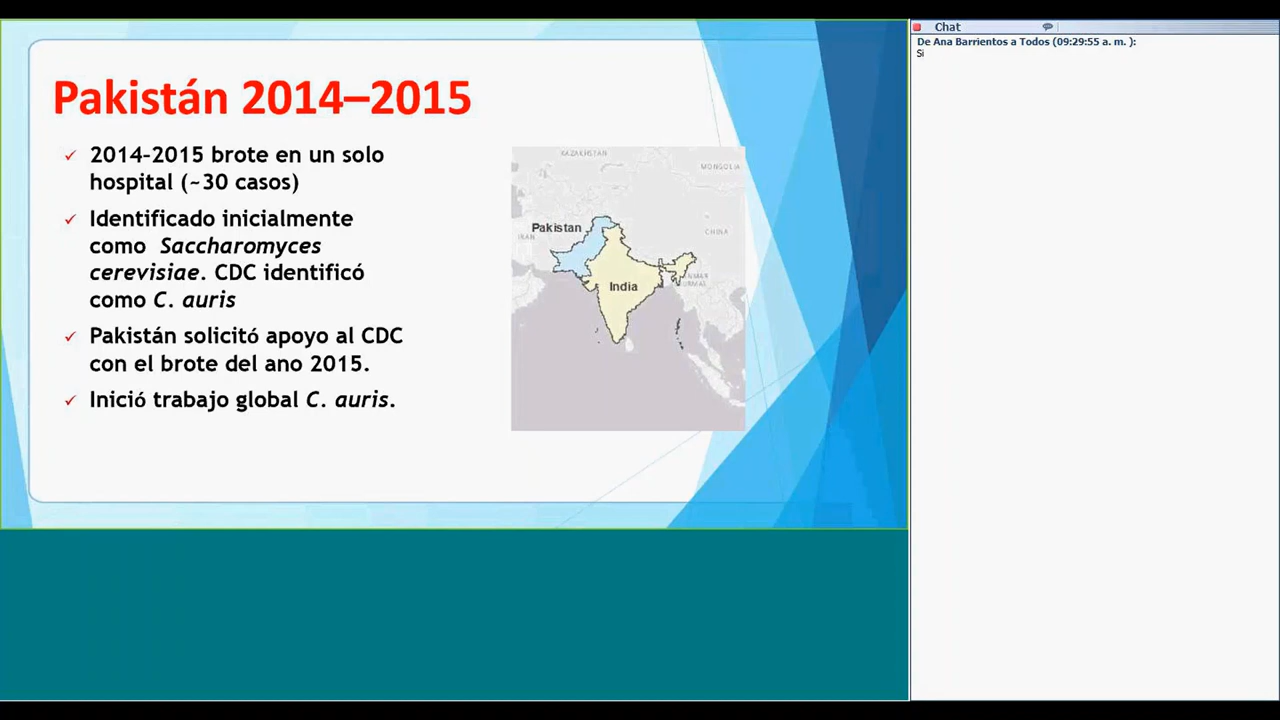 Pakistán 2014–2015
✓ 2014-2015 brote en un solo
hospital (~30 casos)
✓ Identificado inicialmente
como Saccharomyces
cerevisiae. CDC identificó
como C. auris
✓ Pakistán solicitó apoyo al CDC
con el brote del ano 2015.
✓ Inició trabajo global C. auris.
KAZAKHSTAN
MONGOLIA
Pakistan
IRAN
CHINA
India
Chat
De Ana Barrientos a Todos (09:29:55 a. m. ):
Si